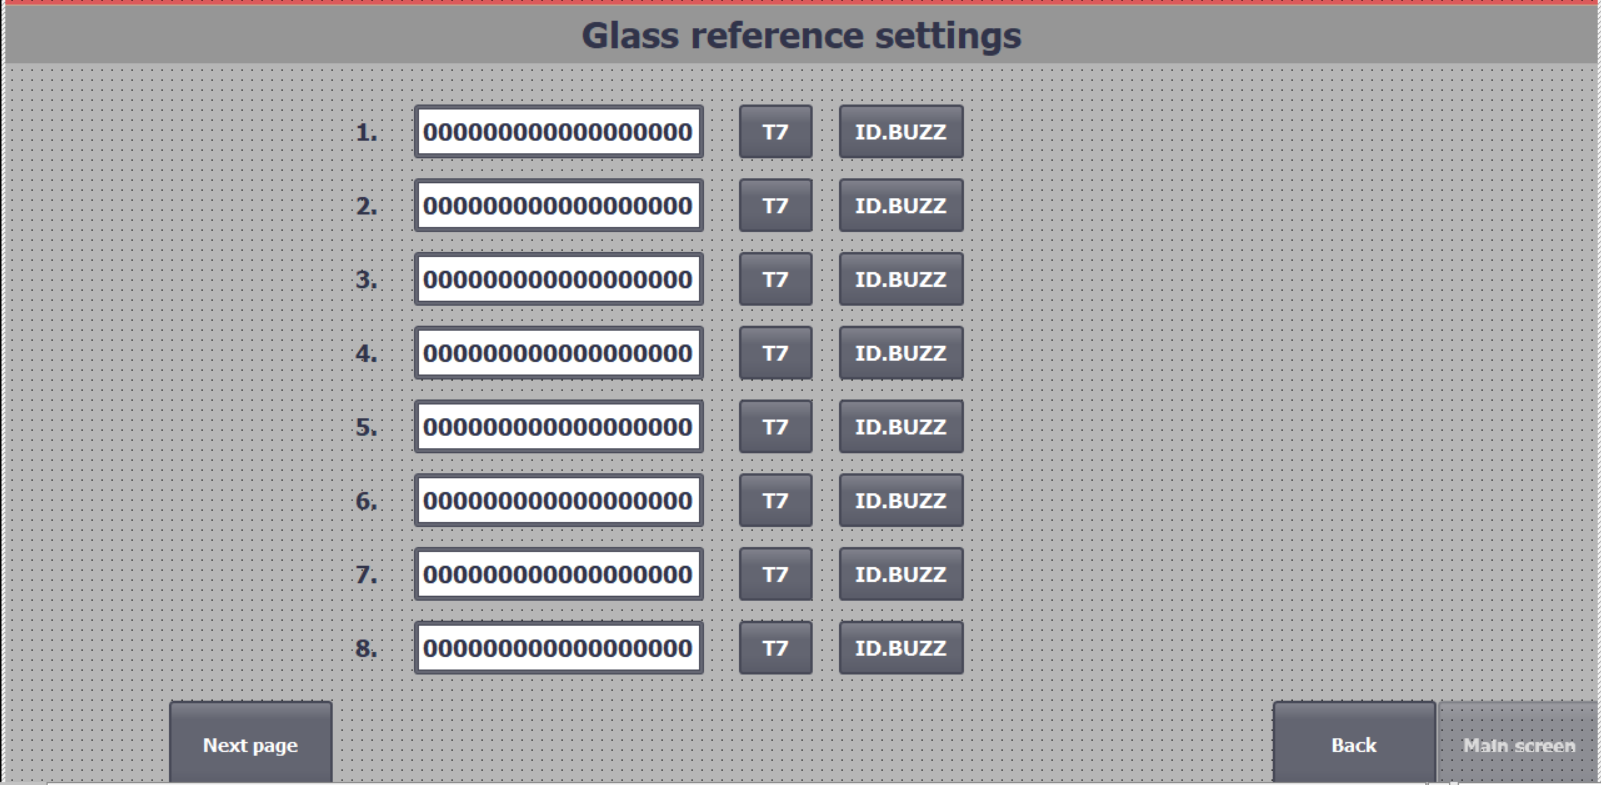 Glass reference settings
1. 000000000000000000 T7 ID.BUZZ
2. 000000000000000000 T7 ID.BUZZ
3. 000000000000000000 T7 ID.BUZZ
4. 000000000000000000 T7 ID.BUZZ
5. 000000000000000000 T7 ID.BUZZ
6. 000000000000000000 T7 ID.BUZZ
7. 000000000000000000 T7 ID.BUZZ
8. 000000000000000000 T7 ID.BUZZ
Next page Back Main screen